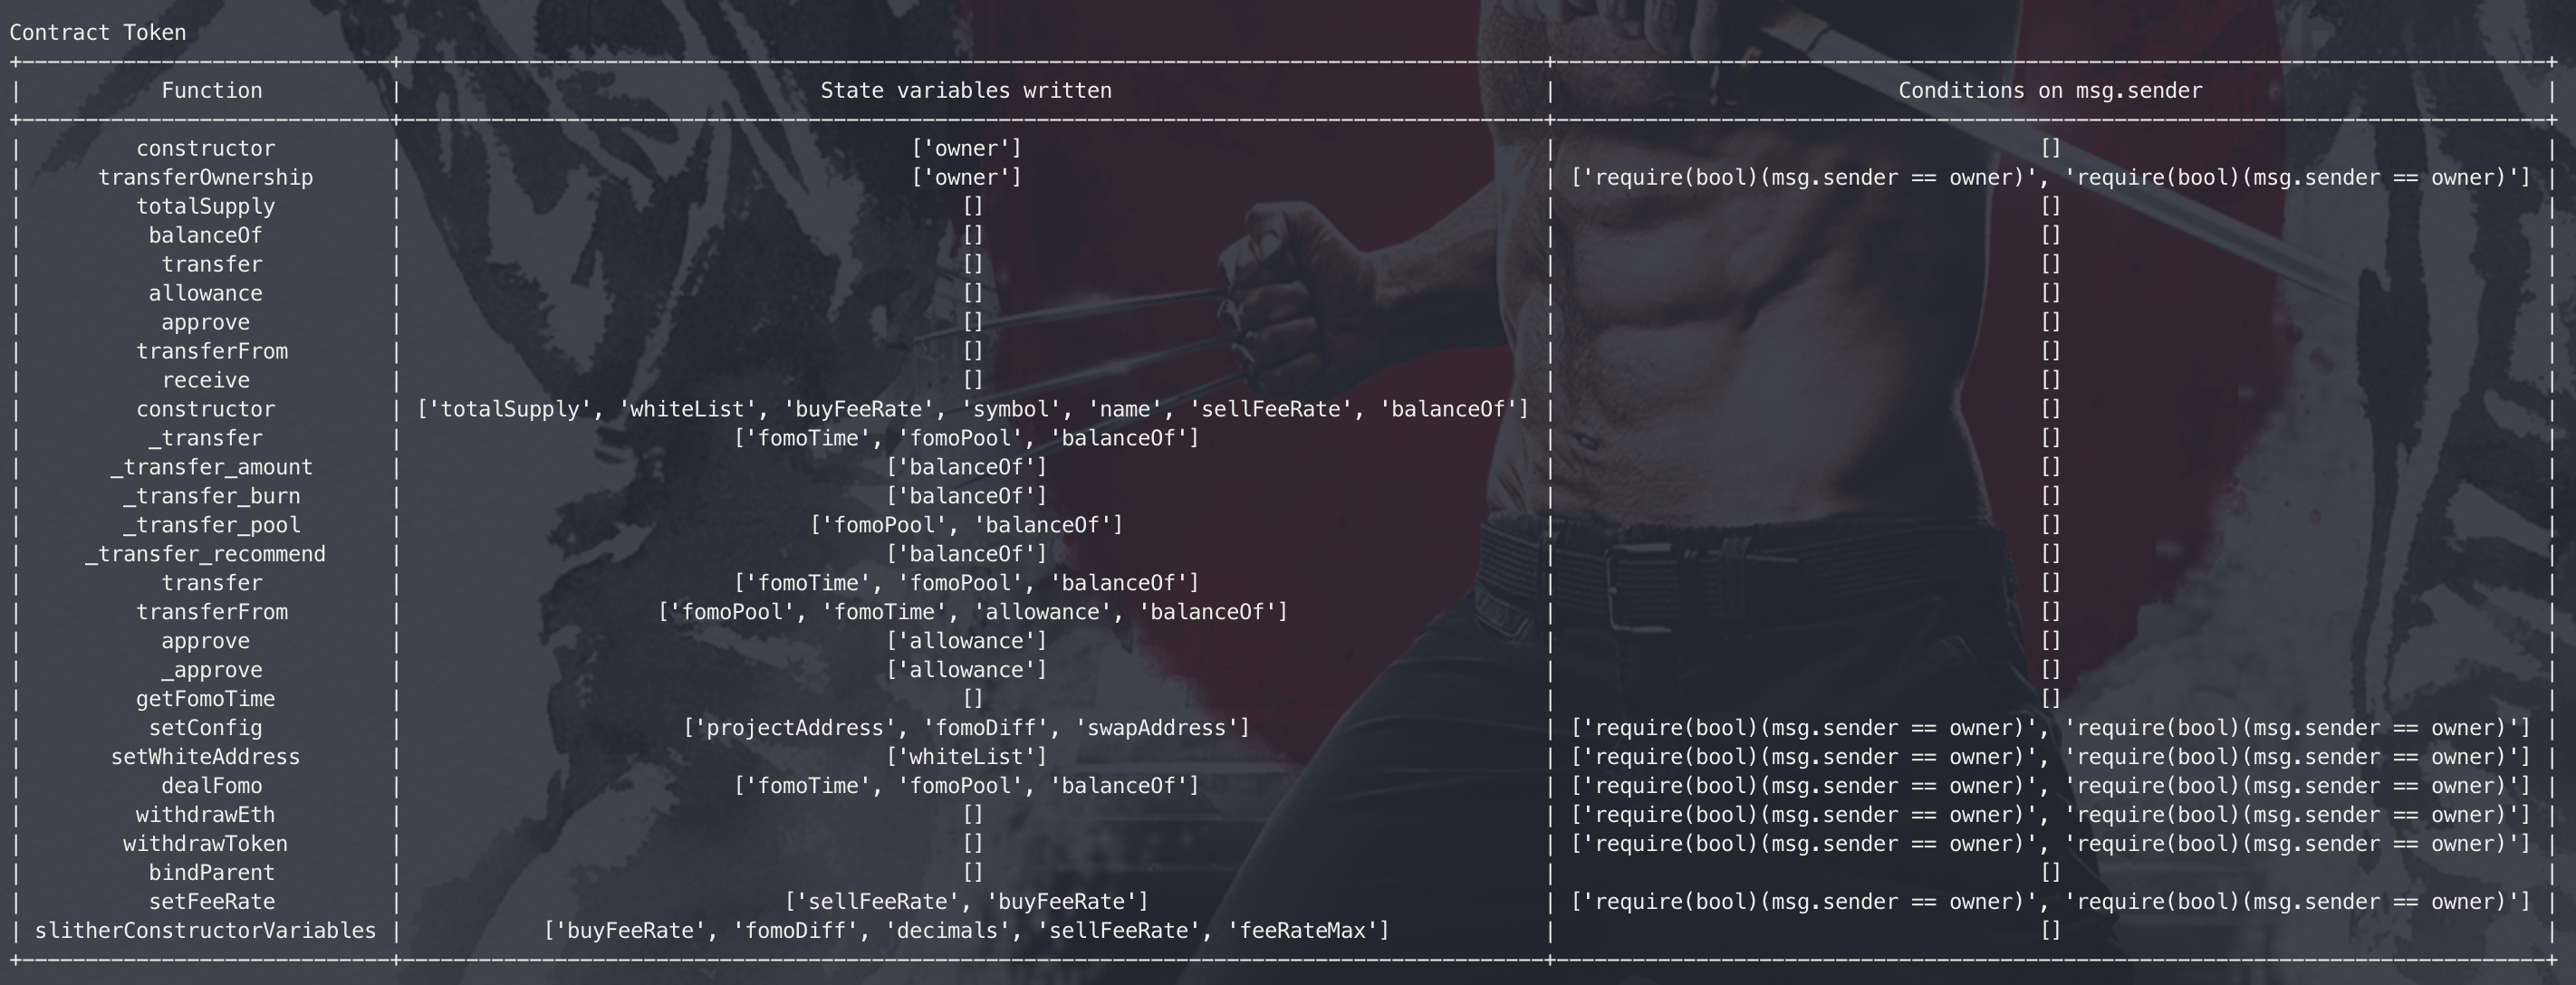 Contract Token
+-----------------------------+------------------------------------------------------------------------------------------+------------------------------------------------------------------------------+
| Function | State variables written | Conditions on msg.sender |
+-----------------------------+------------------------------------------------------------------------------------------+------------------------------------------------------------------------------+
| constructor | ['owner'] | [] |
| transferOwnership | ['owner'] | ['require(bool)(msg.sender == owner)', 'require(bool)(msg.sender == owner)'] |
| totalSupply | [] | [] |
| balanceOf | [] | [] |
| transfer | [] | [] |
| allowance | [] | [] |
| approve | [] | [] |
| transferFrom | [] | [] |
| receive | [] | [] |
| constructor | ['totalSupply', 'whiteList', 'buyFeeRate', 'symbol', 'name', 'sellFeeRate', 'balanceOf'] | [] |
| _transfer | ['fomoTime', 'fomoPool', 'balanceOf'] | [] |
| _transfer_amount | ['balanceOf'] | [] |
| _transfer_burn | ['balanceOf'] | [] |
| _transfer_pool | ['fomoPool', 'balanceOf'] | [] |
| _transfer_recommend | ['balanceOf'] | [] |
| transfer | ['fomoTime', 'fomoPool', 'balanceOf'] | [] |
| transferFrom | ['fomoPool', 'fomoTime', 'allowance', 'balanceOf'] | [] |
| approve | ['allowance'] | [] |
| _approve | ['allowance'] | [] |
| getFomoTime | [] | [] |
| setConfig | ['projectAddress', 'fomoDiff', 'swapAddress'] | ['require(bool)(msg.sender == owner)', 'require(bool)(msg.sender == owner)'] |
| setWhiteAddress | ['whiteList'] | ['require(bool)(msg.sender == owner)', 'require(bool)(msg.sender == owner)'] |
| dealFomo | ['fomoTime', 'fomoPool', 'balanceOf'] | ['require(bool)(msg.sender == owner)', 'require(bool)(msg.sender == owner)'] |
| withdrawEth | [] | ['require(bool)(msg.sender == owner)', 'require(bool)(msg.sender == owner)'] |
| withdrawToken | [] | ['require(bool)(msg.sender == owner)', 'require(bool)(msg.sender == owner)'] |
| bindParent | [] | [] |
| setFeeRate | ['sellFeeRate', 'buyFeeRate'] | ['require(bool)(msg.sender == owner)', 'require(bool)(msg.sender == owner)'] |
| slitherConstructorVariables | ['buyFeeRate', 'fomoDiff', 'decimals', 'sellFeeRate', 'feeRateMax'] | [] |
+-----------------------------+------------------------------------------------------------------------------------------+------------------------------------------------------------------------------+